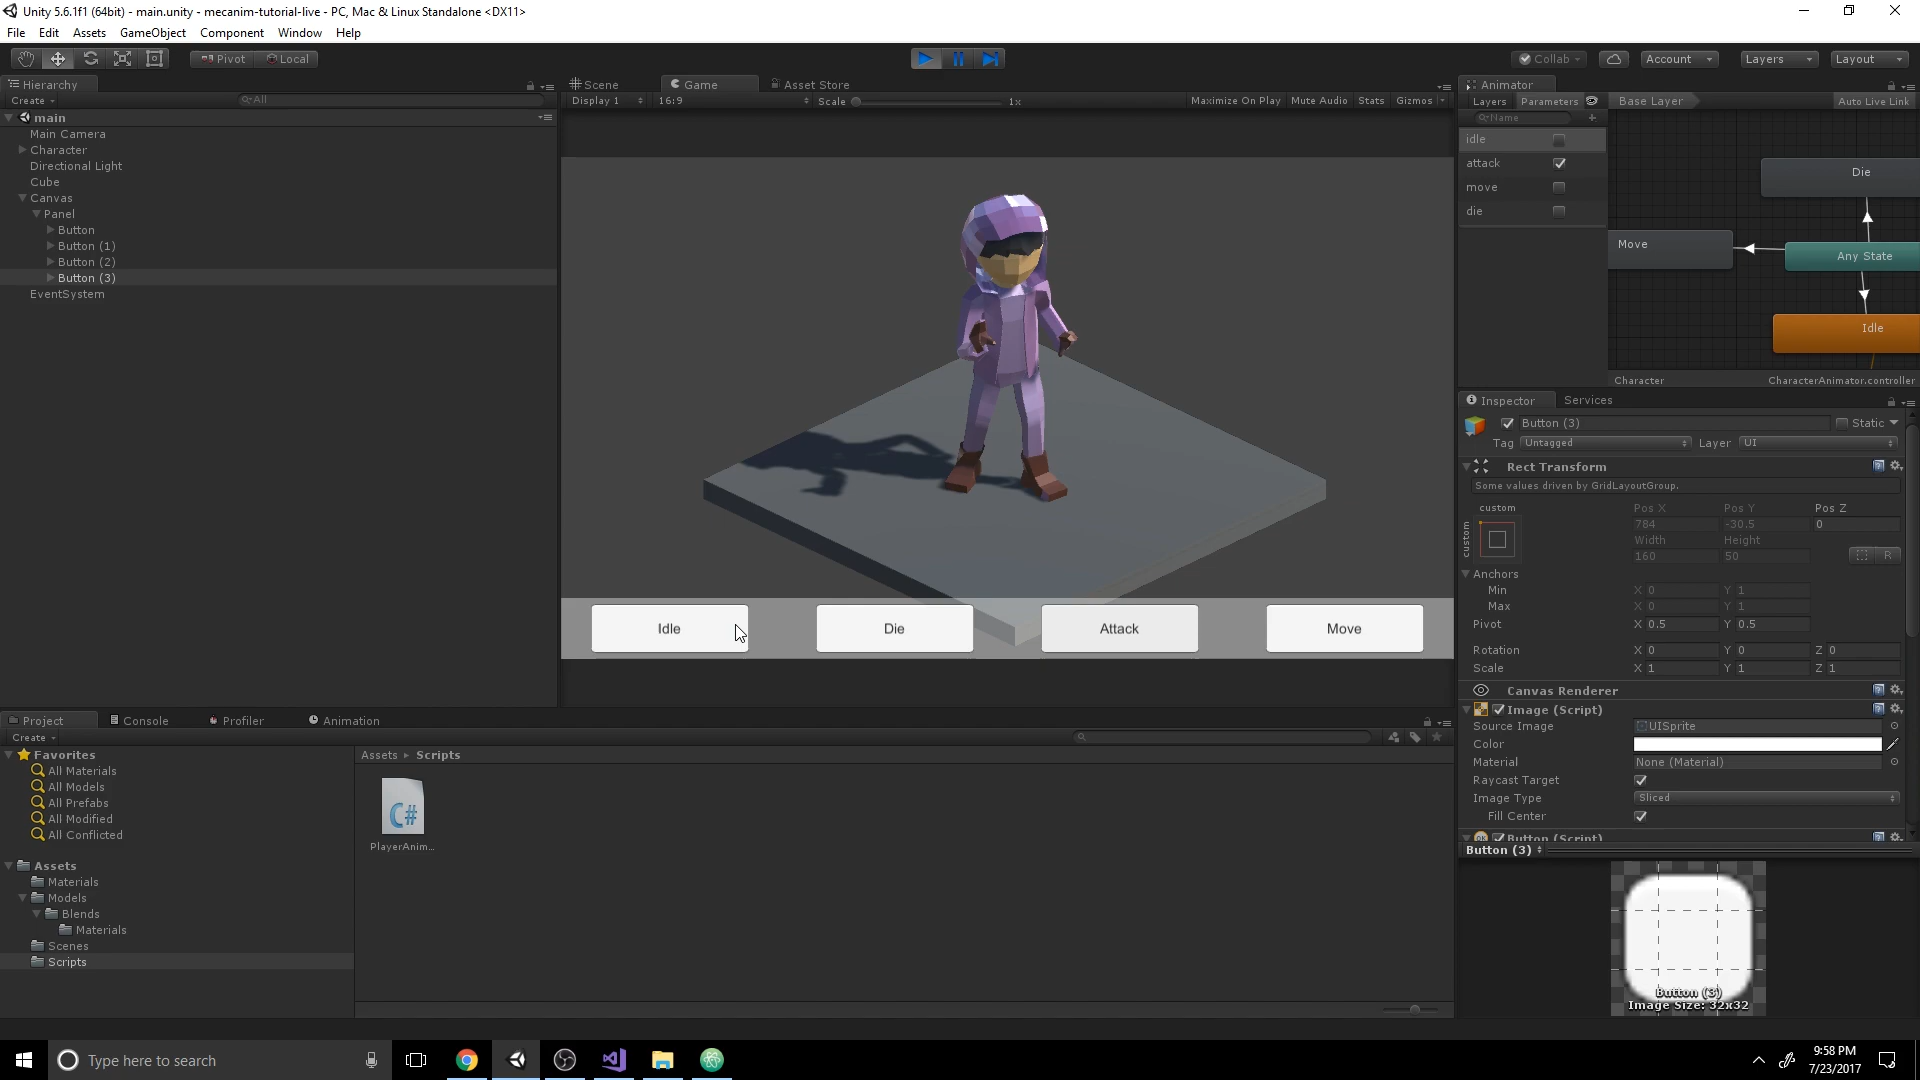 Unity 5.6.1f1 (64bit) - main.unity - mecanim-tutorial-live - PC, Mac & Linux Standalone <DX11>
File Edit Assets GameObject Component Window Help
Pivot Local Collab Account Layers Layout
Hierarchy
Create All
main
Main Camera
Character
Directional Light
Cube
Canvas
Panel
Button
Button (1)
Button (2)
Button (3)
EventSystem
Scene Game Asset Store
Display 1 16:9 Scale 1x Maximize On Play Mute Audio Stats Gizmos
Idle Die Attack Move
Animator
Layers Parameters Base Layer Auto Live Link
Name
idle
attack
move
die
Die
Move
Any State
Idle
Character CharacterAnimator.controller
Inspector Services
Button (3) Static
Tag Untagged Layer UI
Rect Transform
Some values driven by GridLayoutGroup.
custom Pos X Pos Y Pos Z
custom
784 -30.5 0
Width Height
160 50 R
Anchors
Min X 0 Y 1
Max X 0 Y 1
Pivot X 0.5 Y 0.5
Rotation X 0 Y 0 Z 0
Scale X 1 Y 1 Z 1
Canvas Renderer
Image (Script)
Source Image UISprite
Color
Material None (Material)
Raycast Target
Image Type Sliced
Fill Center
Button (Script)
Button (3)
Button (3)
Image Size: 32x32
Project Console Profiler Animation
Create
Favorites
All Materials
All Models
All Prefabs
All Modified
All Conflicted
Assets
Materials
Models
Blends
Materials
Scenes
Scripts
Assets Scripts
C#
PlayerAnim...
Type here to search
9:58 PM
7/23/2017